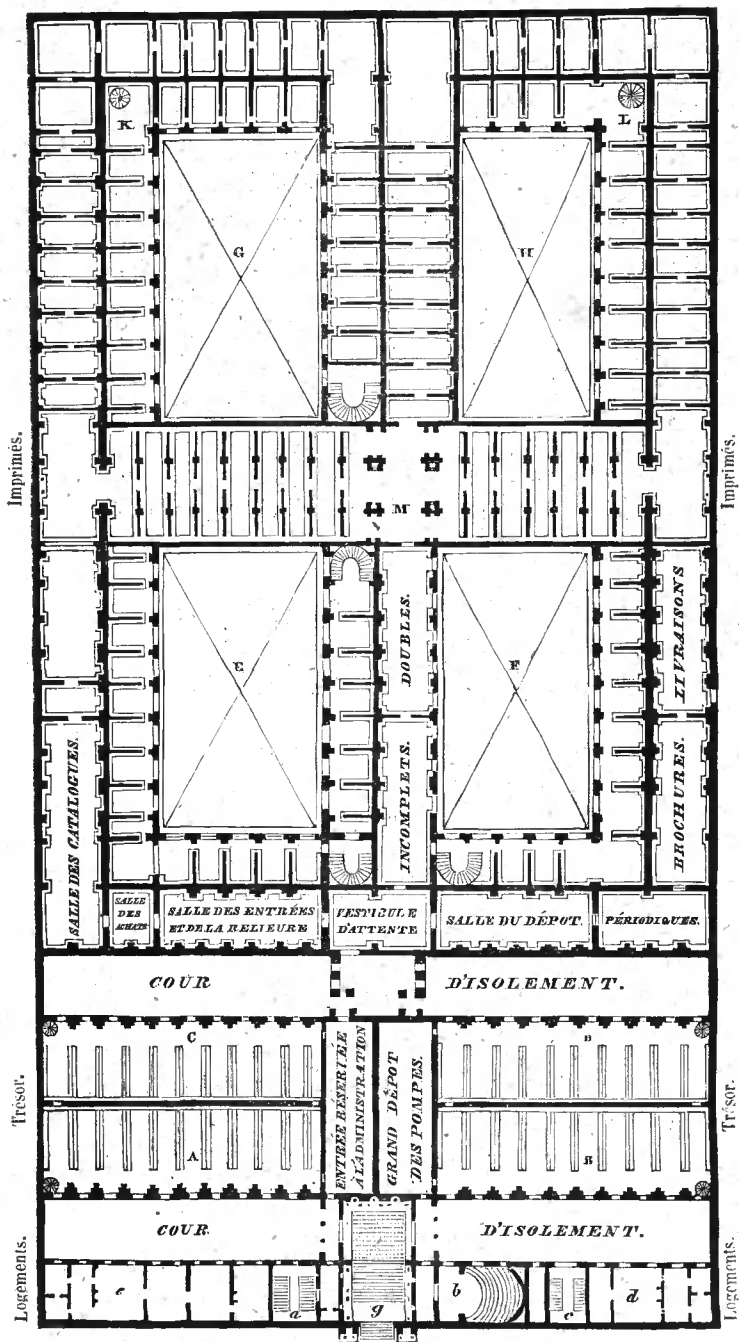 K
L
G
H
Imprimés.
Imprimés.
M
E
F
DOUBLES.
LIVRAISONS
SALLE DES CATALOGUES.
INCOMPLETS.
BROCHURES.
SALLE
DES
ACHATS
SALLE DES ENTRÉES
ET DE LA RELIEURE
VESTIBULE
D'ATTENTE
SALLE DU DÉPOT.
PÉRIODIQUES.
COUR
D'ISOLEMENT.
C
D
Trésor.
Trésor.
ENTRÉE RÉSERVÉE
À L'ADMINISTRATION
GRAND DÉPÔT
DES POMPES.
A
B
COUR
D'ISOLEMENT.
Logements.
Logements.
e
a
g
b
c
d